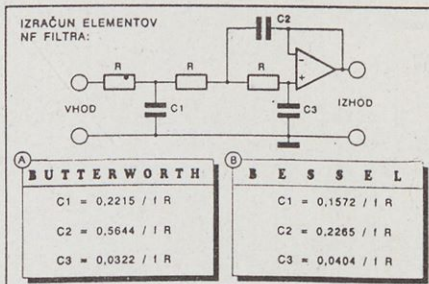 IZRAČUN ELEMENTOV
NF FILTRA:
C2
R
R
R
-
+
VHOD
C1
C3
IZHOD
A
BUTTERWORTH
C1 = 0,2215 / f R
C2 = 0,5644 / f R
C3 = 0,0322 / f R
B
BESSEL
C1 = 0,1572 / f R
C2 = 0,2265 / f R
C3 = 0,0404 / f R